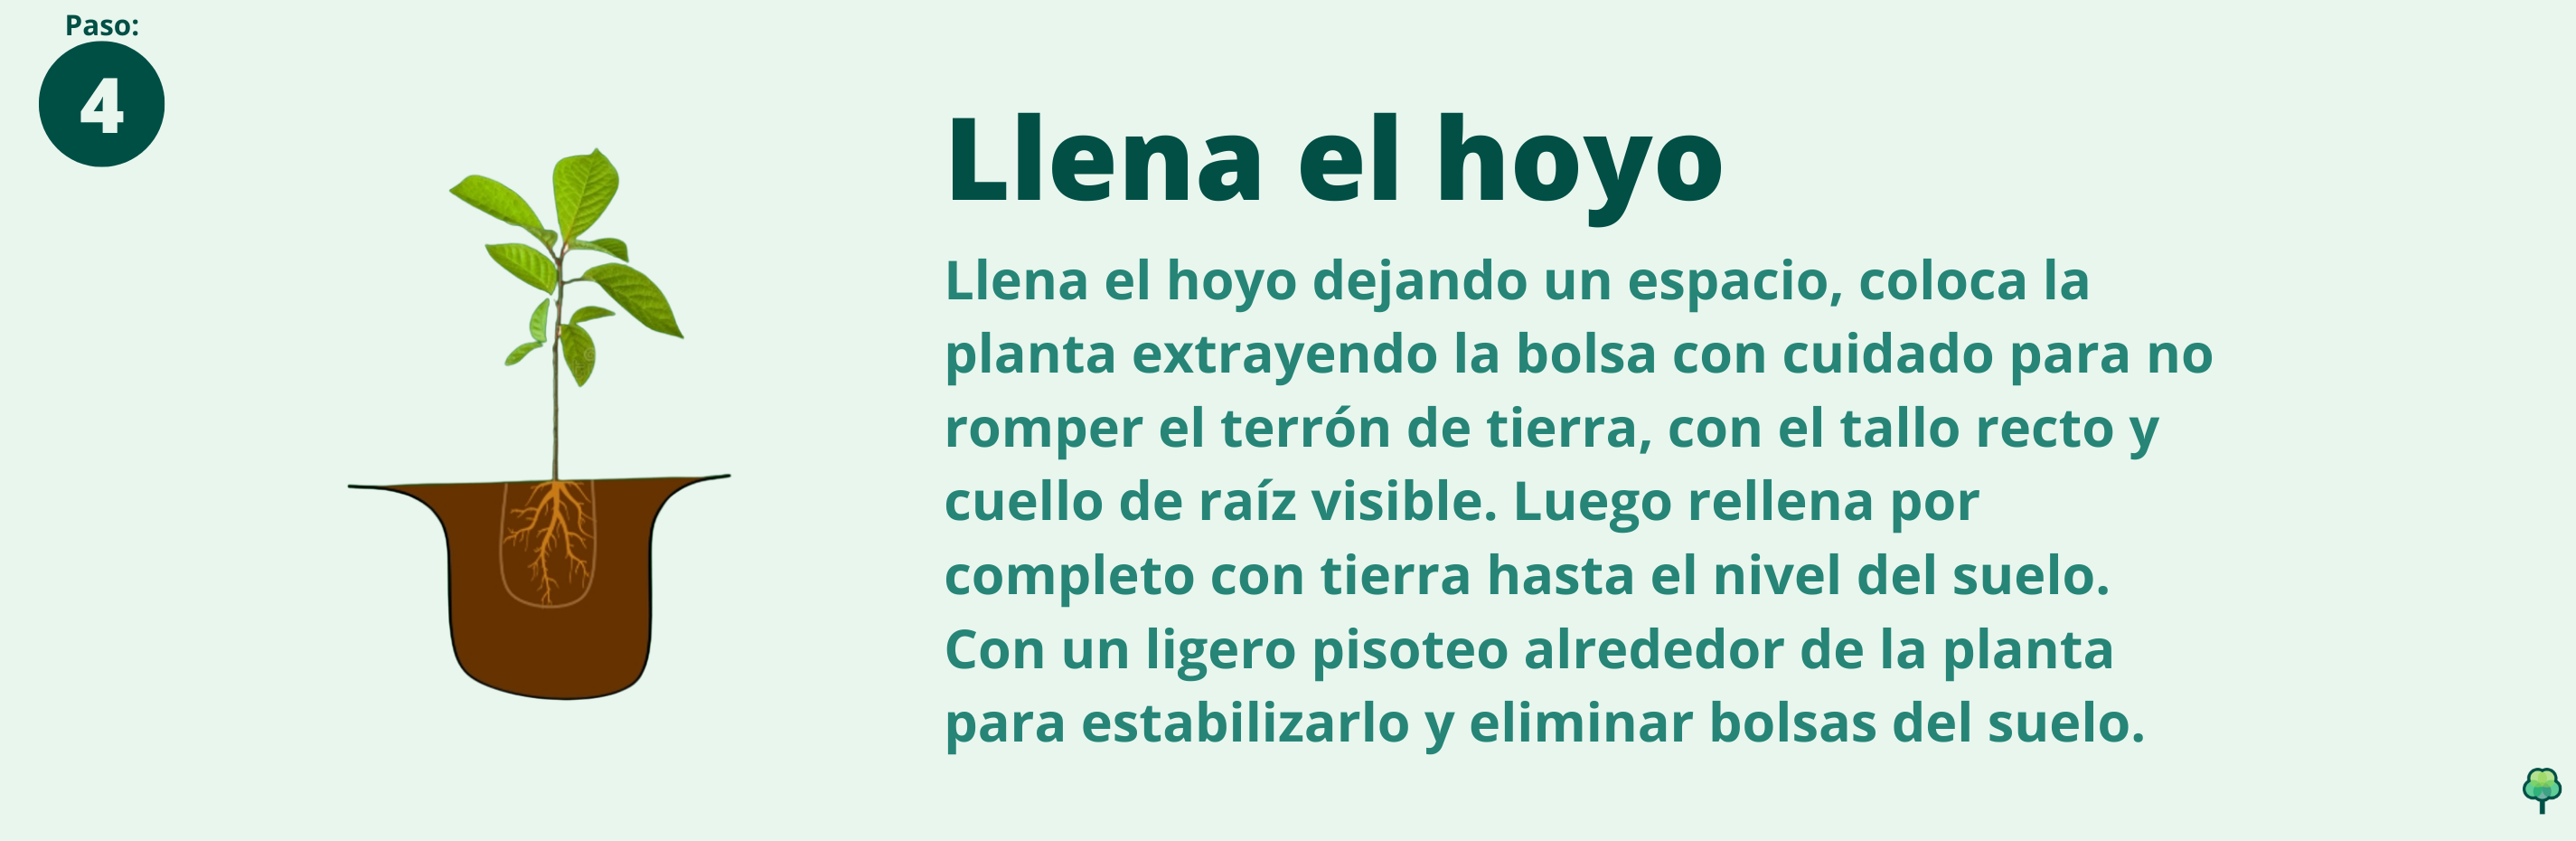 Paso:
4
Llena el hoyo
Llena el hoyo dejando un espacio, coloca la
planta extrayendo la bolsa con cuidado para no
romper el terrón de tierra, con el tallo recto y
cuello de raíz visible. Luego rellena por
completo con tierra hasta el nivel del suelo.
Con un ligero pisoteo alrededor de la planta
para estabilizarlo y eliminar bolsas del suelo.